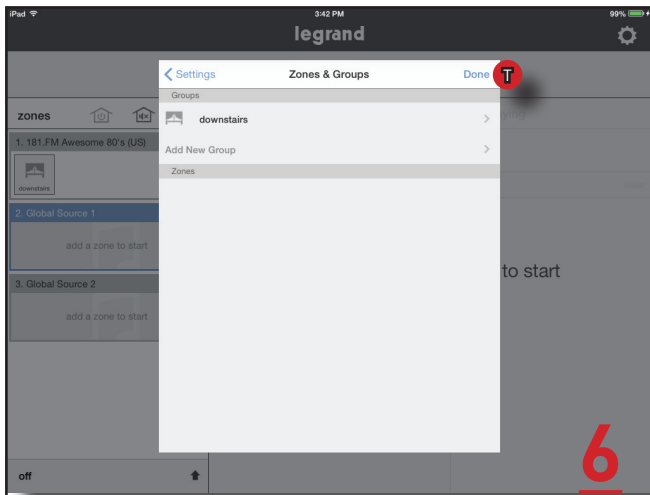 iPad 3:42 PM 99%
legrand
Settings Zones & Groups Done T
Groups
zones
downstairs
1. 181.FM Awesome 80's (US)
Add New Group
Zones
downstairs
2. Global Source 1
add a zone to start
to start
3. Global Source 2
add a zone to start
6
off